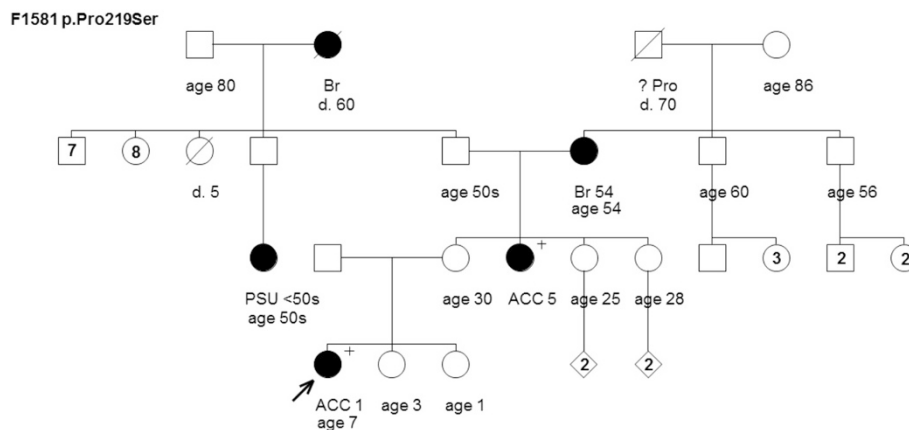 F1581 p.Pro219Ser
age 80
Br
d. 60
? Pro
d. 70
age 86
7
8
d. 5
age 50s
Br 54
age 54
age 60
age 56
3
2
2
PSU <50s
age 50s
age 30
+
ACC 5
age 25
age 28
2
2
+
ACC 1
age 7
age 3
age 1